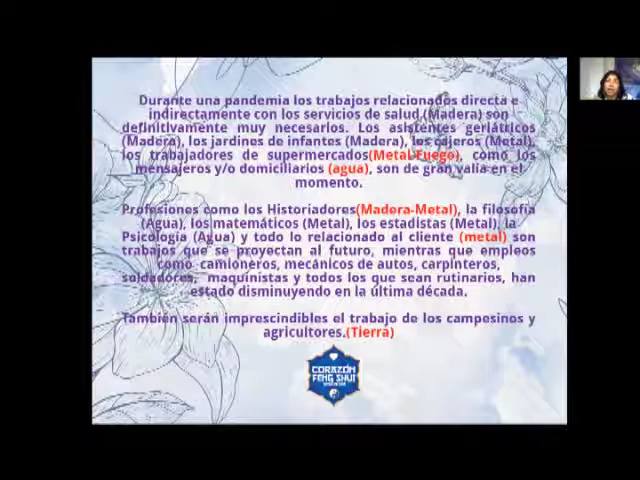 Durante una pandemia los trabajos relacionados directa e
indirectamente con los servicios de salud (Madera) son
definitivamente muy necesarios. Los asistentes geriátricos
(Madera), los jardines de infantes (Madera), los cajeros (Metal),
los trabajadores de supermercados(Metal-Fuego), como los
mensajeros y/o domiciliarios (agua), son de gran valía en el
momento.
Profesiones como los Historiadores(Madera-Metal), la filosofía
(Agua), los matemáticos (Metal), los estadistas (Metal), la
Psicología (Agua) y todo lo relacionado al cliente (metal) son
trabajos que se proyectan al futuro, mientras que empleos
como camioneros, mecánicos de autos, carpinteros,
soldadores, maquinistas y todos los que sean rutinarios, han
estado disminuyendo en la última década.
También serán imprescindibles el trabajo de los campesinos y
agricultores.(Tierra)
CORAZÓN
FENG SHUI